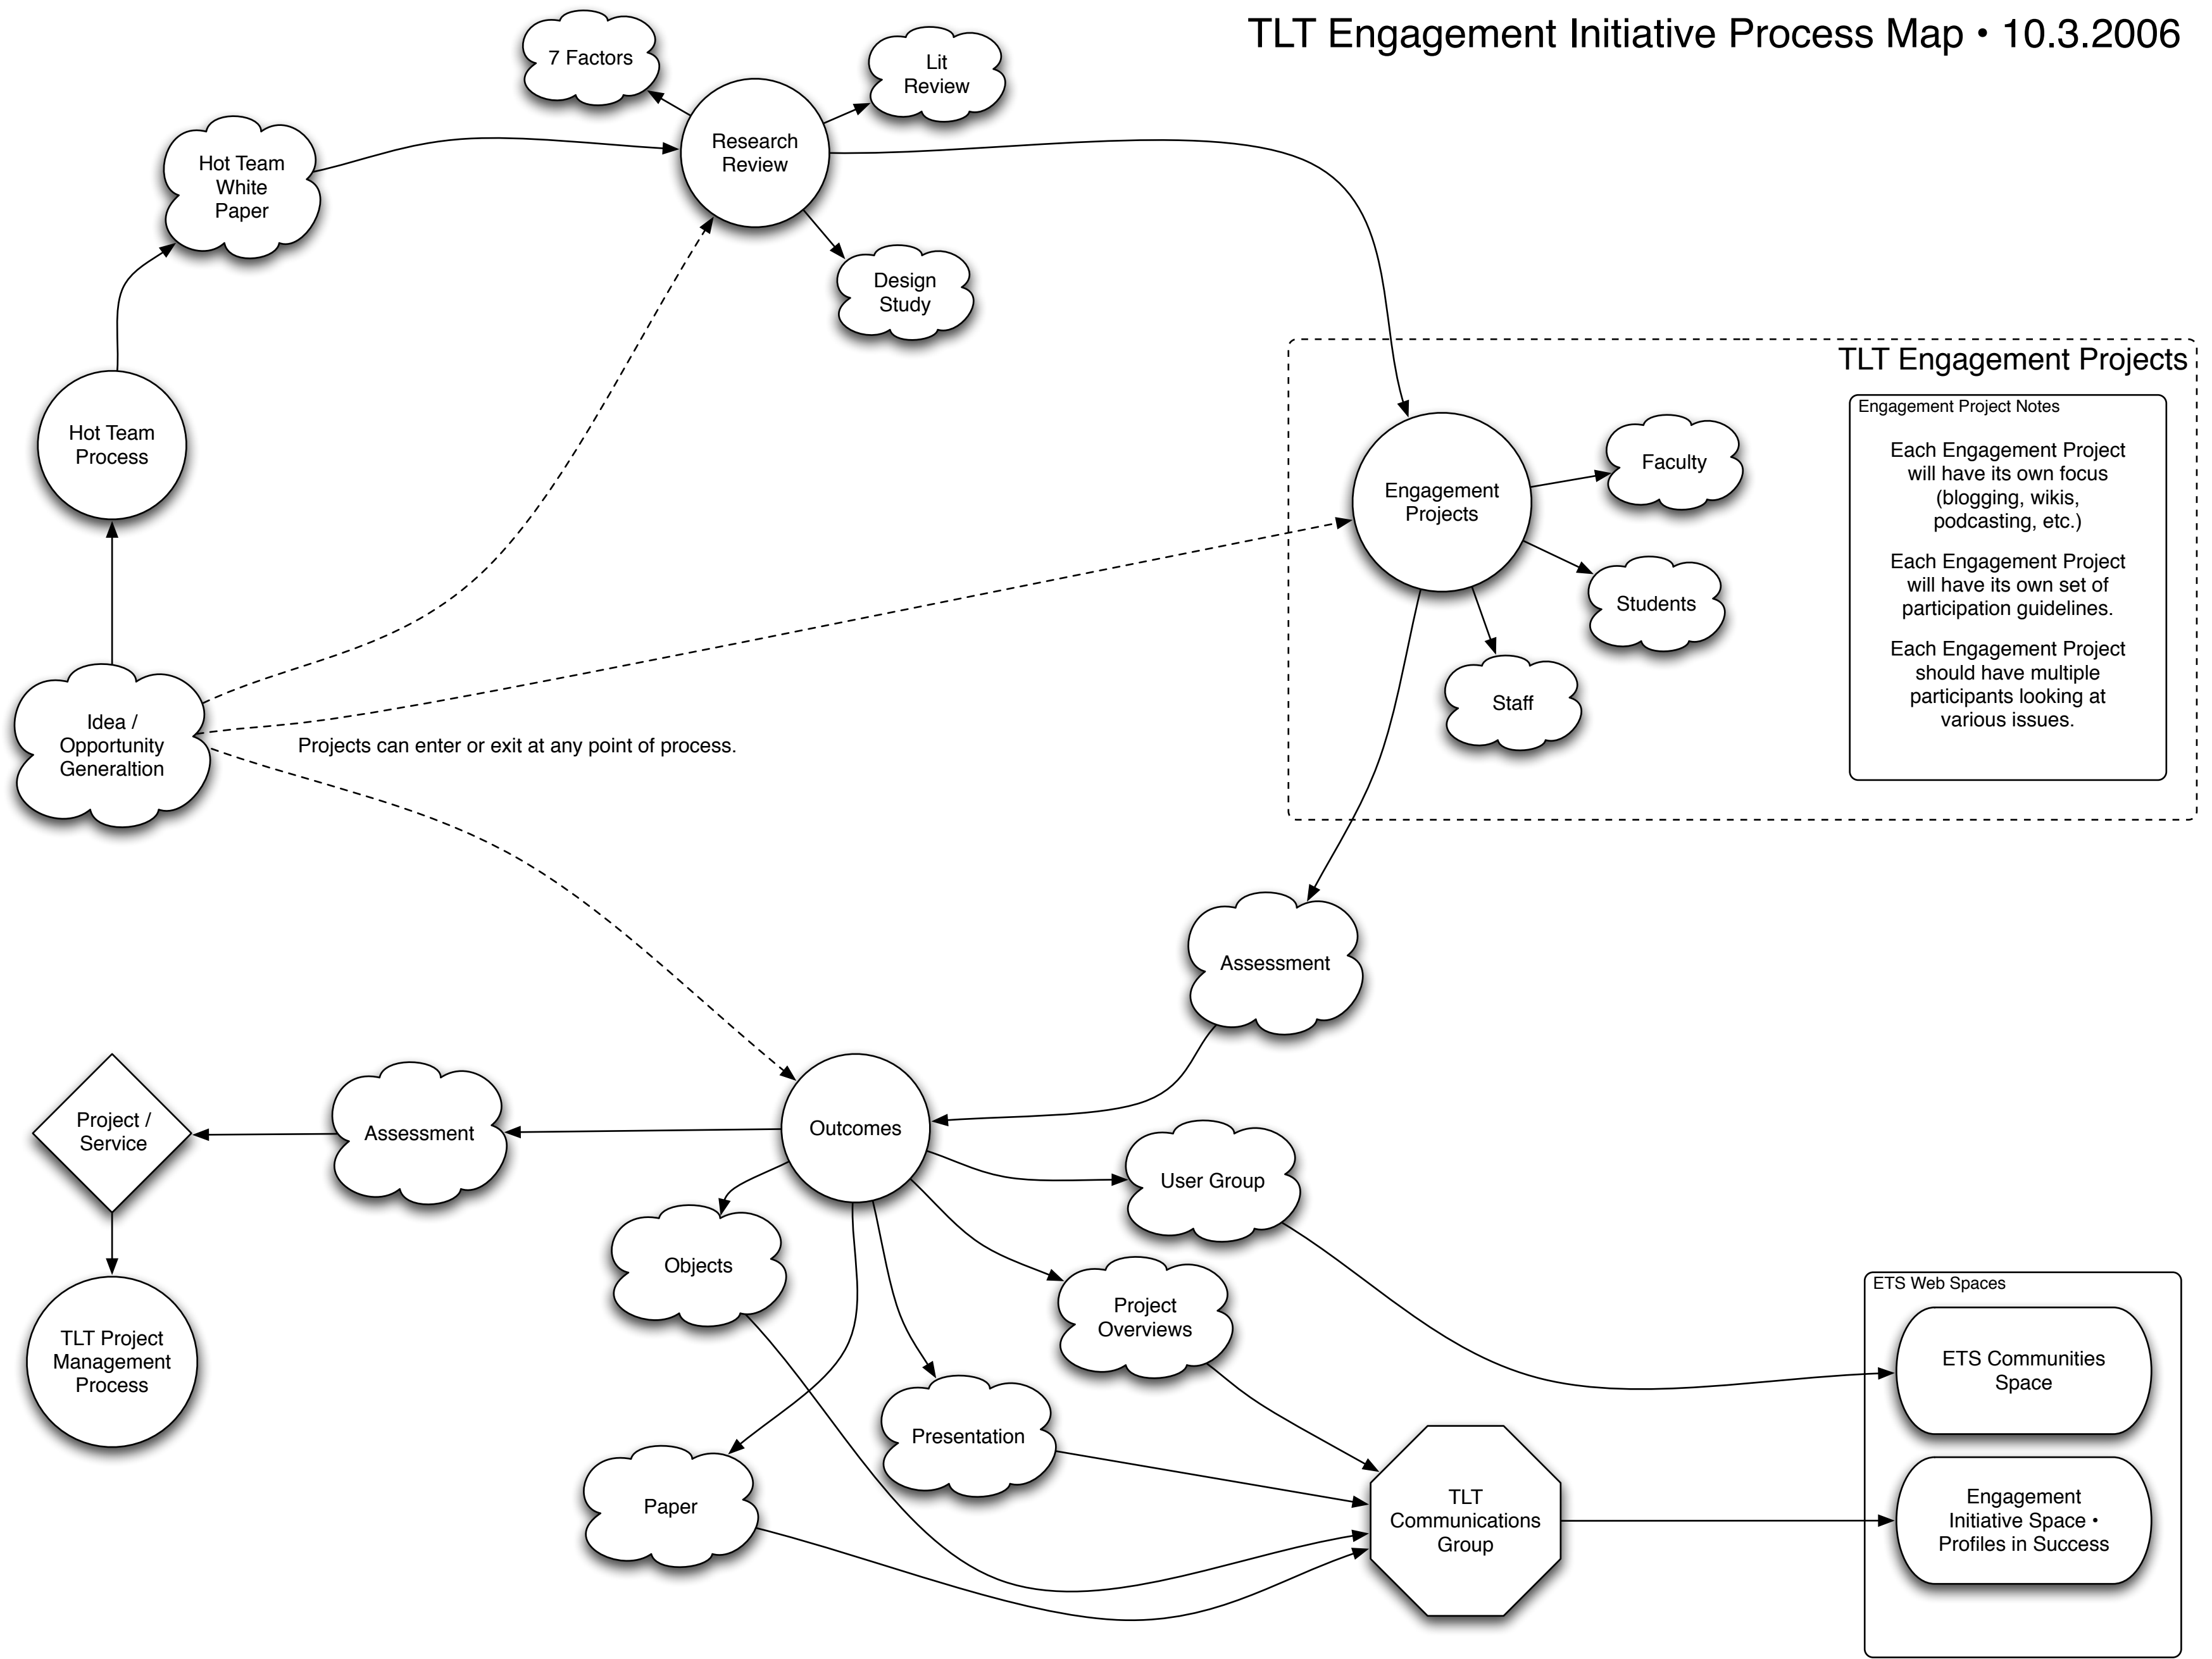 TLT Engagement Initiative Process Map • 10.3.2006
7 Factors
Lit
Review
Research
Review
Hot Team
White
Paper
Design
Study
Hot Team
Process
TLT Engagement Projects
Engagement Project Notes
Each Engagement Project
will have its own focus
(blogging, wikis,
podcasting, etc.)
Each Engagement Project
will have its own set of
participation guidelines.
Each Engagement Project
should have multiple
participants looking at
various issues.
Engagement
Projects
Faculty
Students
Staff
Idea /
Opportunity
Generaltion
Projects can enter or exit at any point of process.
Assessment
Project /
Service
Assessment
Outcomes
User Group
Objects
Project
Overviews
TLT Project
Management
Process
Presentation
Paper
TLT
Communications
Group
ETS Web Spaces
ETS Communities
Space
Engagement
Initiative Space •
Profiles in Success